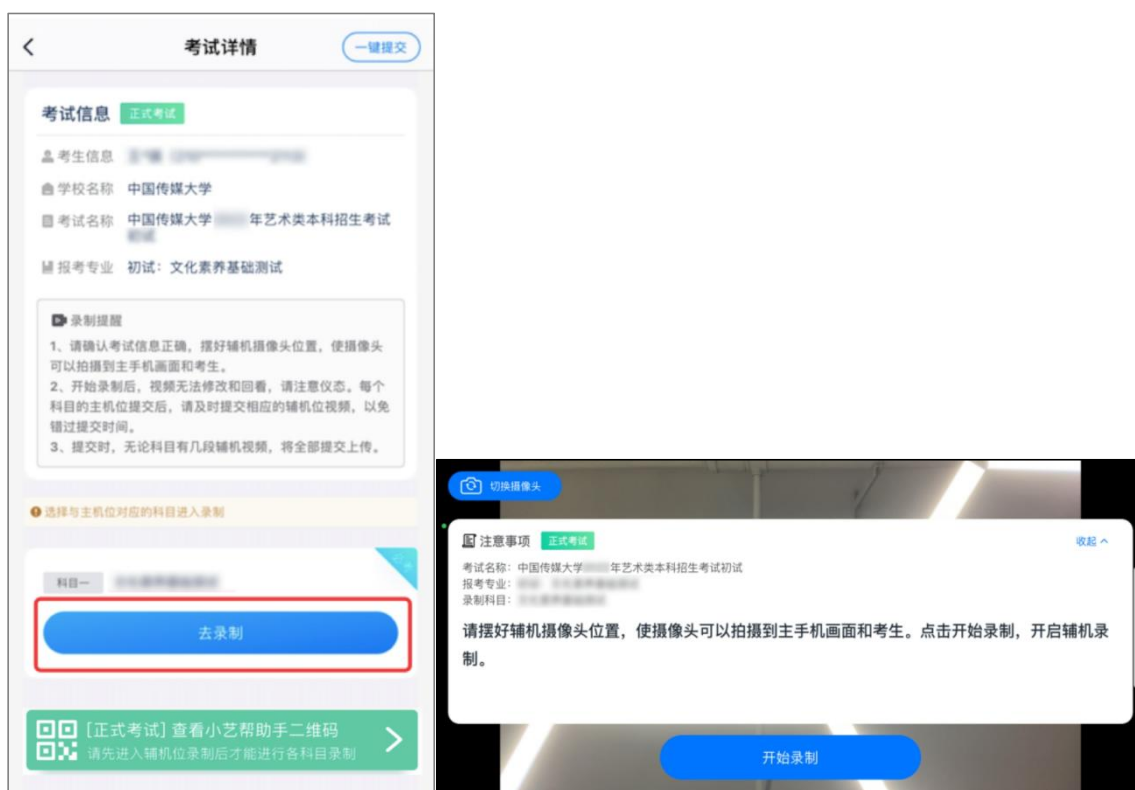 考试详情
一键提交
考试信息 正式考试
考生信息
学校名称 中国传媒大学
考试名称 中国传媒大学 年艺术类本科招生考试
初试
报考专业 初试：文化素养基础测试
录制提醒
1、请确认考试信息正确，摆好辅机摄像头位置，使摄像头
可以拍摄到主手机画面和考生。
2、开始录制后，视频无法修改和回看，请注意仪态。每个
科目的主机位提交后，请及时提交相应的辅机位视频，以免
错过提交时间。
3、提交时，无论科目有几段辅机视频，将全部提交上传。
选择与主机位对应的科目进入录制
科目一
去录制
[正式考试] 查看小艺帮助手二维码
请先进入辅机位录制后才能进行各科目录制
切换摄像头
注意事项 正式考试
收起
考试名称：中国传媒大学 年艺术类本科招生考试初试
报考专业：
录制科目：
请摆好辅机摄像头位置，使摄像头可以拍摄到主手机画面和考生。点击开始录制，开启辅机录
制。
开始录制